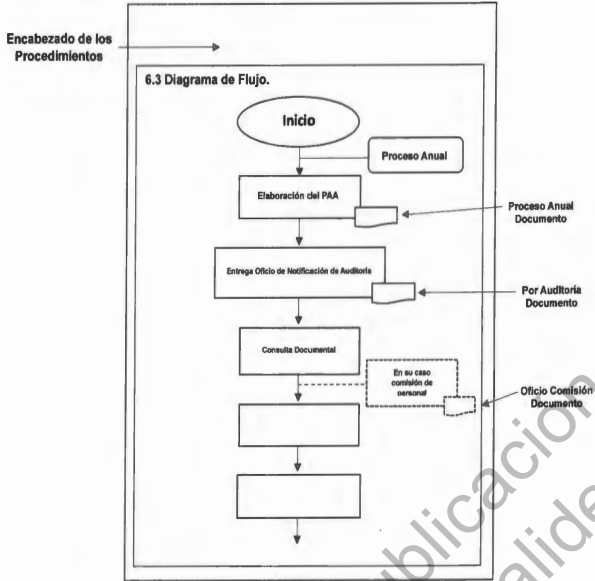 Encabezado de los
Procedimientos
6.3 Diagrama de Flujo.
Inicio
Proceso Anual
Elaboración del PAA
Proceso Anual
Documento
Entrega Oficio de Notificación de Auditoría
Por Auditoría
Documento
Consulta Documental
En su caso
comisión de
personal
Oficio Comisión
Documento